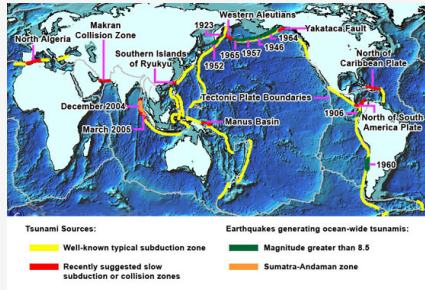 Western Aleutians
1923
Yakataca Fault
Makran
Collision Zone
North Algeria
1964
1946
1957
1965
1952
Southern Islands
of Ryukyu
North of
Caribbean Plate
December 2004
Tectonic Plate Boundaries
March 2005
Manus Basin
1906
North of South
America Plate
1960
Tsunami Sources:
Well-known typical subduction zone
Recently suggested slow
subduction or collision zones
Earthquakes generating ocean-wide tsunamis:
Magnitude greater than 8.5
Sumatra-Andaman zone